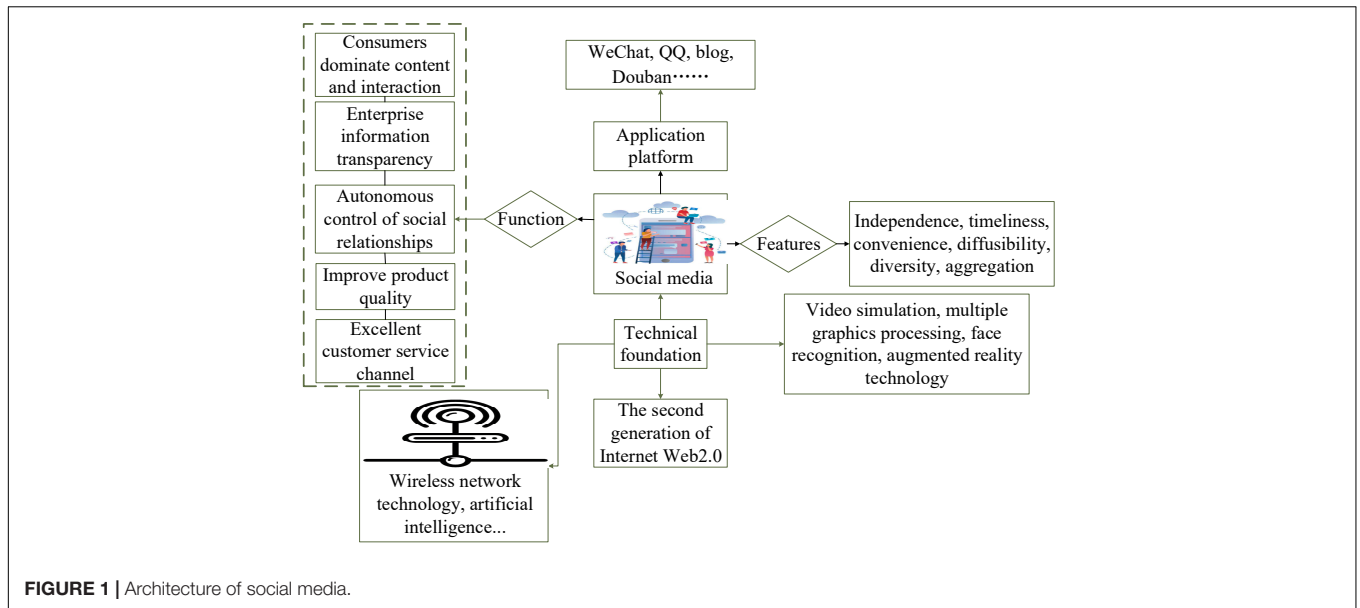 Consumers
dominate content
and interaction
Enterprise
information
transparency
Autonomous
control of social
relationships
Improve product
quality
Excellent
customer service
channel
Function
WeChat, QQ, blog,
Douban······
Application
platform
Social media
Features
Independence, timeliness,
convenience, diffusibility,
diversity, aggregation
Technical
foundation
Video simulation, multiple
graphics processing, face
recognition, augmented reality
technology
The second
generation of
Internet Web2.0
Wireless network
technology, artificial
intelligence...
FIGURE 1 | Architecture of social media.